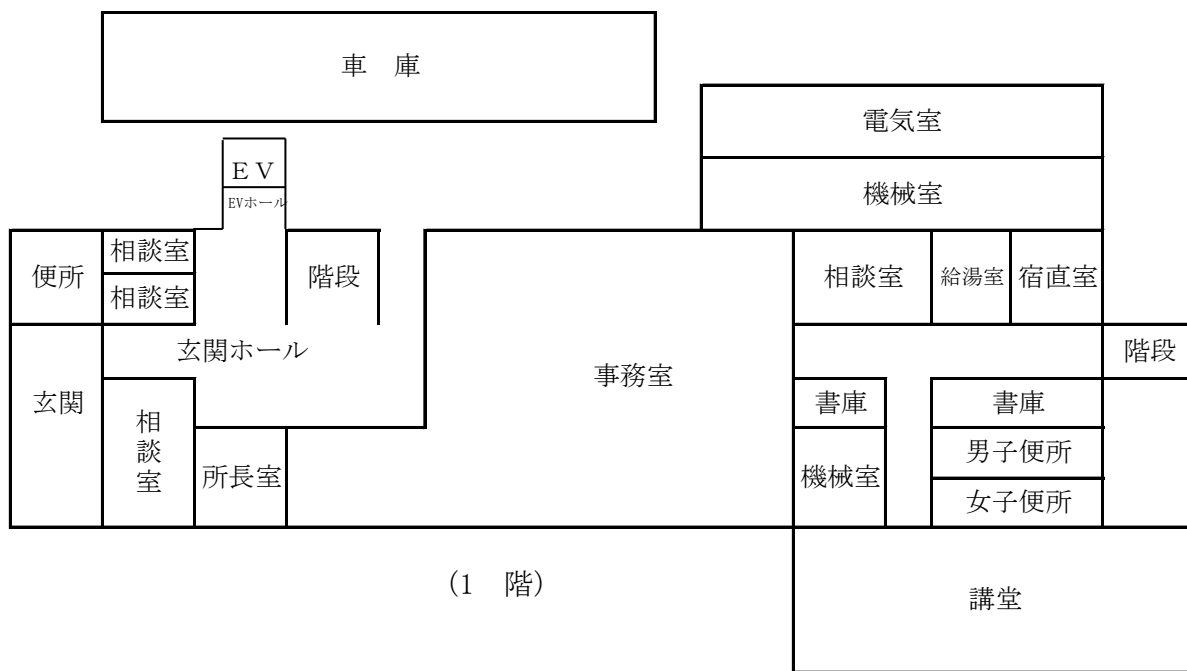 車　庫
電気室
ＥＶ
機械室
EVホール
便所
相談室
相談室
階段
事務室
相談室
給湯室
宿直室
玄関ホール
階段
玄関
相談室
書庫
書庫
所長室
機械室
男子便所
女子便所
(1　階)
講堂